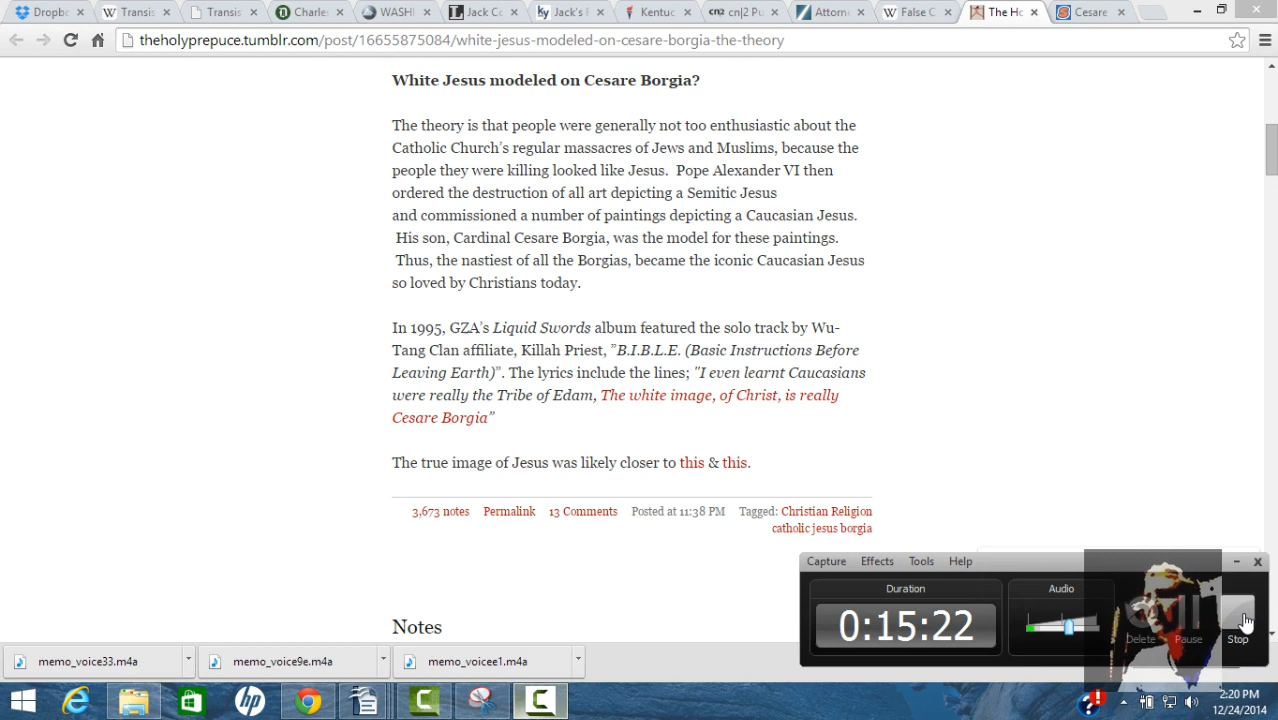 Dropbo
Transis
Transist
Charles
WASHI
Jack Co
Jack's F
Kentuc
cn|2 Pu
Attorne
False C
The Ho
Cesare
theholyprepuce.tumblr.com/post/16655875084/white-jesus-modeled-on-cesare-borgia-the-theory
White Jesus modeled on Cesare Borgia?
The theory is that people were generally not too enthusiastic about the
Catholic Church's regular massacres of Jews and Muslims, because the
people they were killing looked like Jesus.  Pope Alexander VI then
ordered the destruction of all art depicting a Semitic Jesus
and commissioned a number of paintings depicting a Caucasian Jesus.
His son, Cardinal Cesare Borgia, was the model for these paintings.
Thus, the nastiest of all the Borgias, became the iconic Caucasian Jesus
so loved by Christians today.
In 1995, GZA's Liquid Swords album featured the solo track by Wu-
Tang Clan affiliate, Killah Priest, "B.I.B.L.E. (Basic Instructions Before
Leaving Earth)". The lyrics include the lines; "I even learnt Caucasians
were really the Tribe of Edam, The white image, of Christ, is really
Cesare Borgia"
The true image of Jesus was likely closer to this & this.
3,673 notes Permalink 13 Comments Posted at 11:38 PM Tagged: Christian Religion
catholic jesus borgia
Notes
Capture Effects Tools Help
Duration
Audio
0:15:22
Delete Pause Stop
memo_voice33.m4a
memo_voice9e.m4a
memo_voicee1.m4a
2:20 PM
12/24/2014